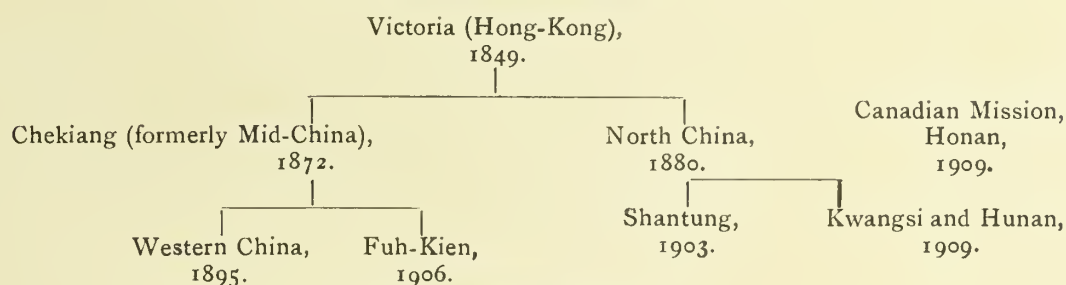 Victoria (Hong-Kong),
1849.
Chekiang (formerly Mid-China),
1872.
North China,
1880.
Canadian Mission,
Honan,
1909.
Western China,
1895.
Fuh-Kien,
1906.
Shantung,
1903.
Kwangsi and Hunan,
1909.